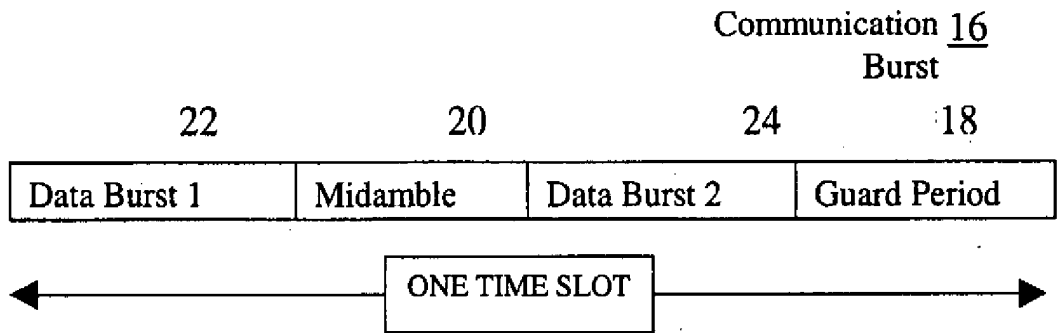 Communication 16
Burst
22 20 24 18
Data Burst 1 Midamble Data Burst 2 Guard Period
ONE TIME SLOT